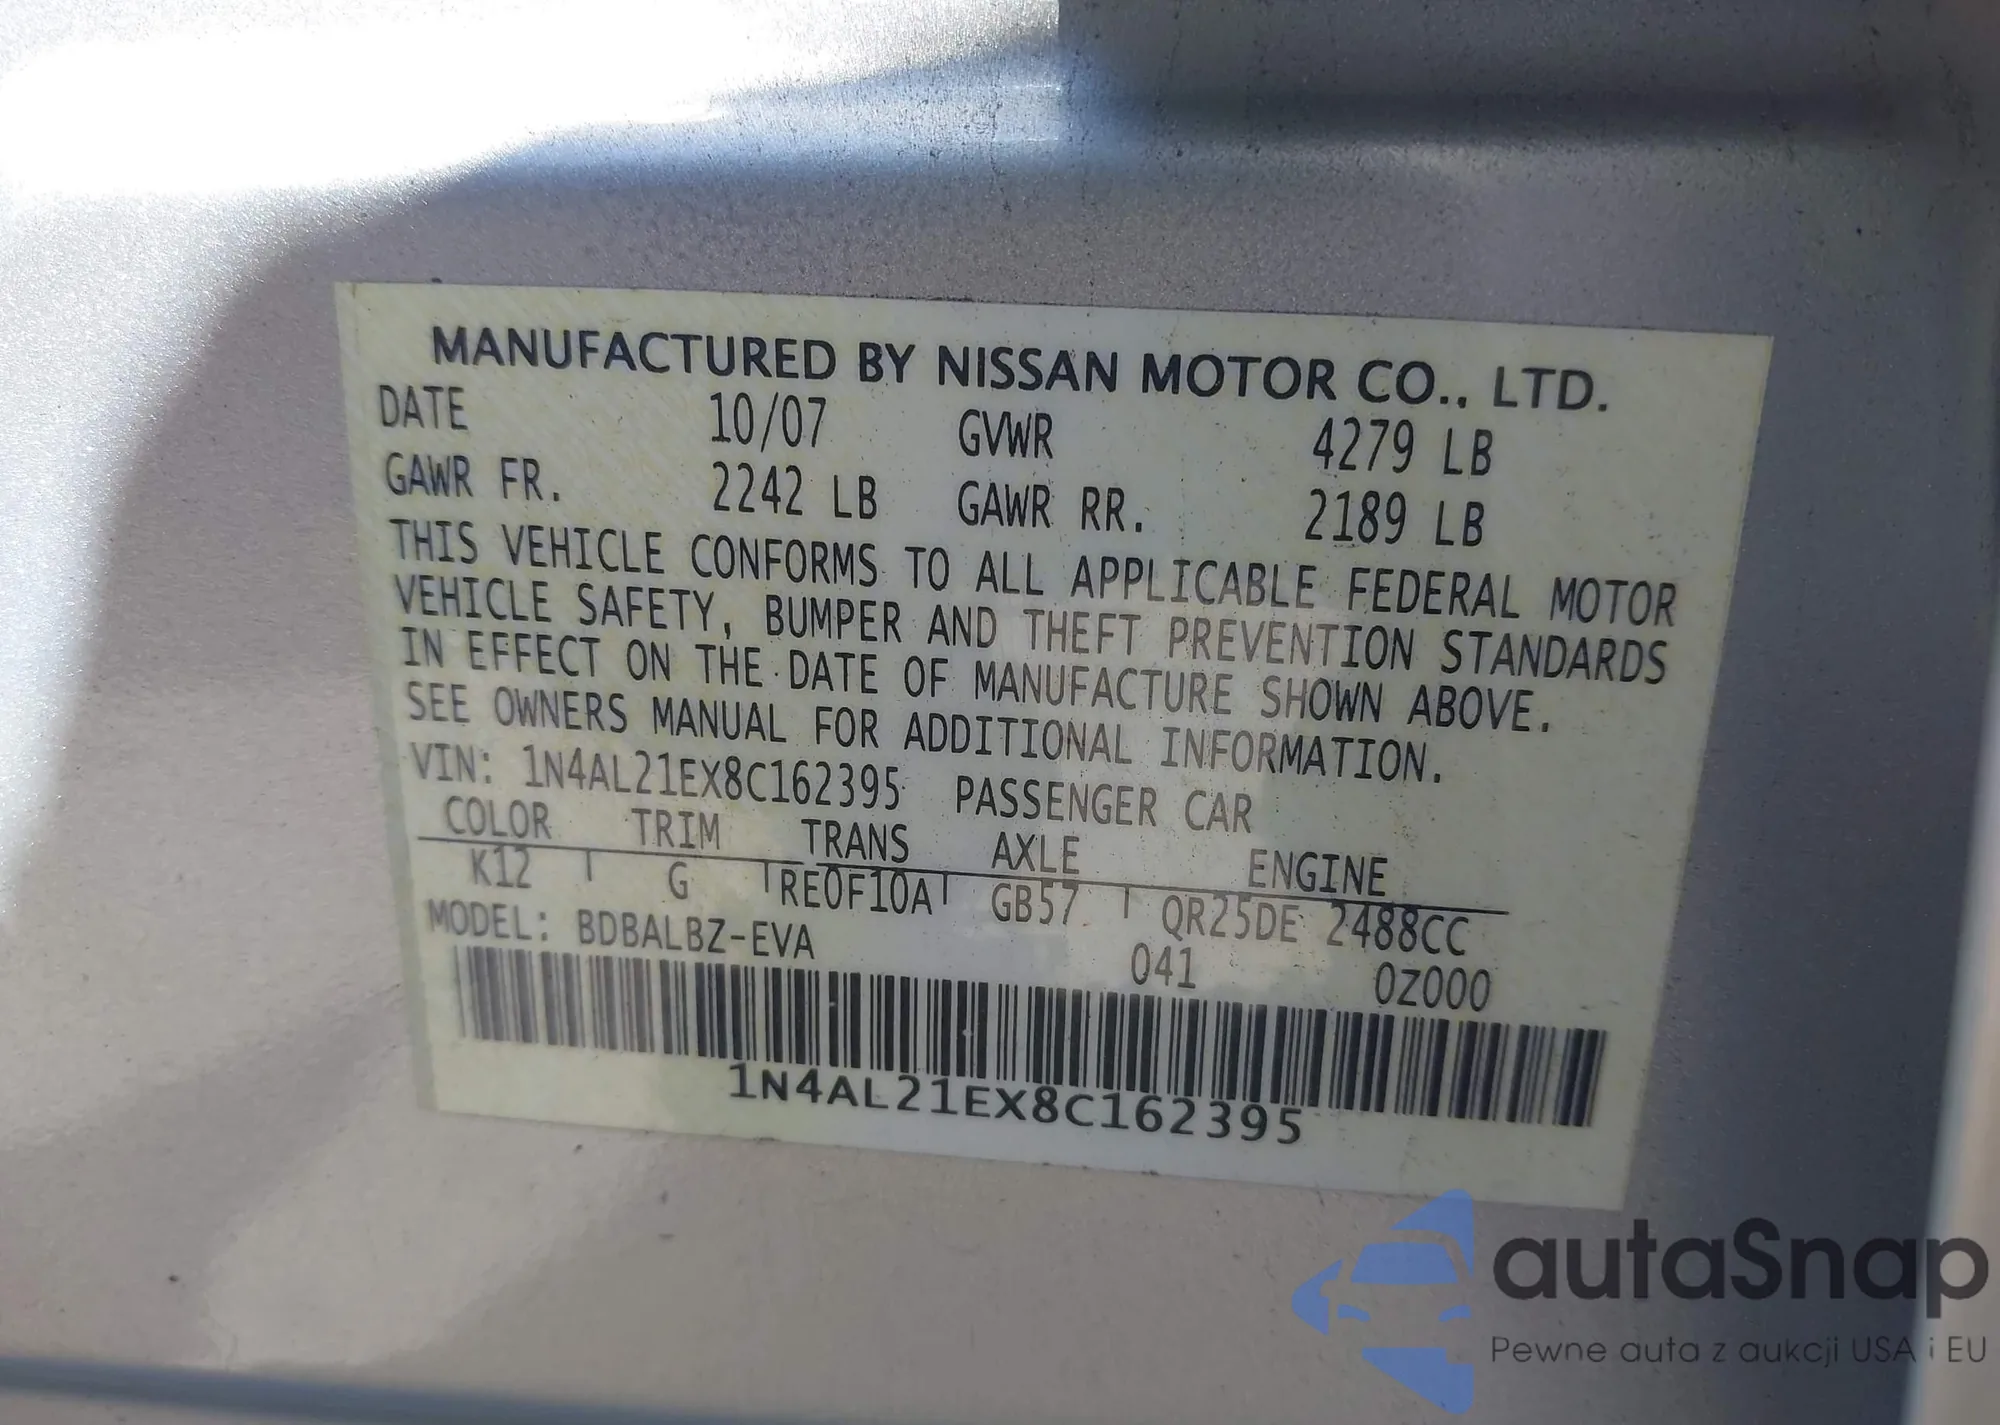 MANUFACTURED BY NISSAN MOTOR CO., LTD.
DATE 10/07 GVWR 4279 LB
GAWR FR. 2242 LB GAWR RR. 2189 LB
THIS VEHICLE CONFORMS TO ALL APPLICABLE FEDERAL MOTOR
VEHICLE SAFETY, BUMPER AND THEFT PREVENTION STANDARDS
IN EFFECT ON THE DATE OF MANUFACTURE SHOWN ABOVE.
SEE OWNERS MANUAL FOR ADDITIONAL INFORMATION.
VIN: 1N4AL21EX8C162395 PASSENGER CAR
COLOR TRIM TRANS AXLE ENGINE
K12 G RE0F10A GB57 QR25DE 2488CC
MODEL: BDBALBZ-EVA 041 0Z000
1N4AL21EX8C162395
autaSnap
Pewne auta z aukcji USA i EU